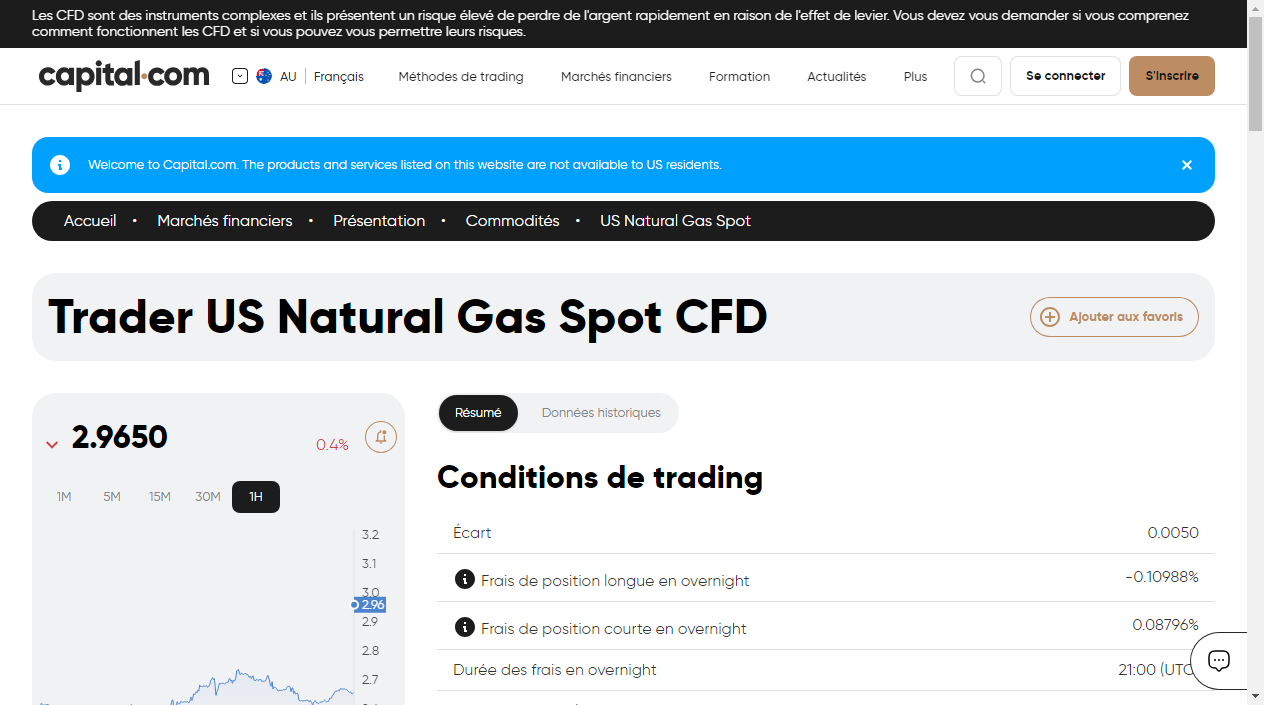 Les CFD sont des instruments complexes et ils présentent un risque élevé de perdre de l'argent rapidement en raison de l'effet de levier. Vous devez vous demander si vous comprenez
comment fonctionnent les CFD et si vous pouvez vous permettre leurs risques.
capital.com AU Français Méthodes de trading Marchés financiers Formation Actualités Plus Se connecter S'inscrire
Welcome to Capital.com. The products and services listed on this website are not available to US residents.
Accueil • Marchés financiers • Présentation • Commodités • US Natural Gas Spot
Trader US Natural Gas Spot CFD
Ajouter aux favoris
2.9650
0.4%
1M 5M 15M 30M 1H
3.2
3.1
3.0
2.96
2.9
2.8
2.7
Résumé Données historiques
Conditions de trading
Écart 0.0050
Frais de position longue en overnight -0.10988%
Frais de position courte en overnight 0.08796%
Durée des frais en overnight 21:00 (UTC